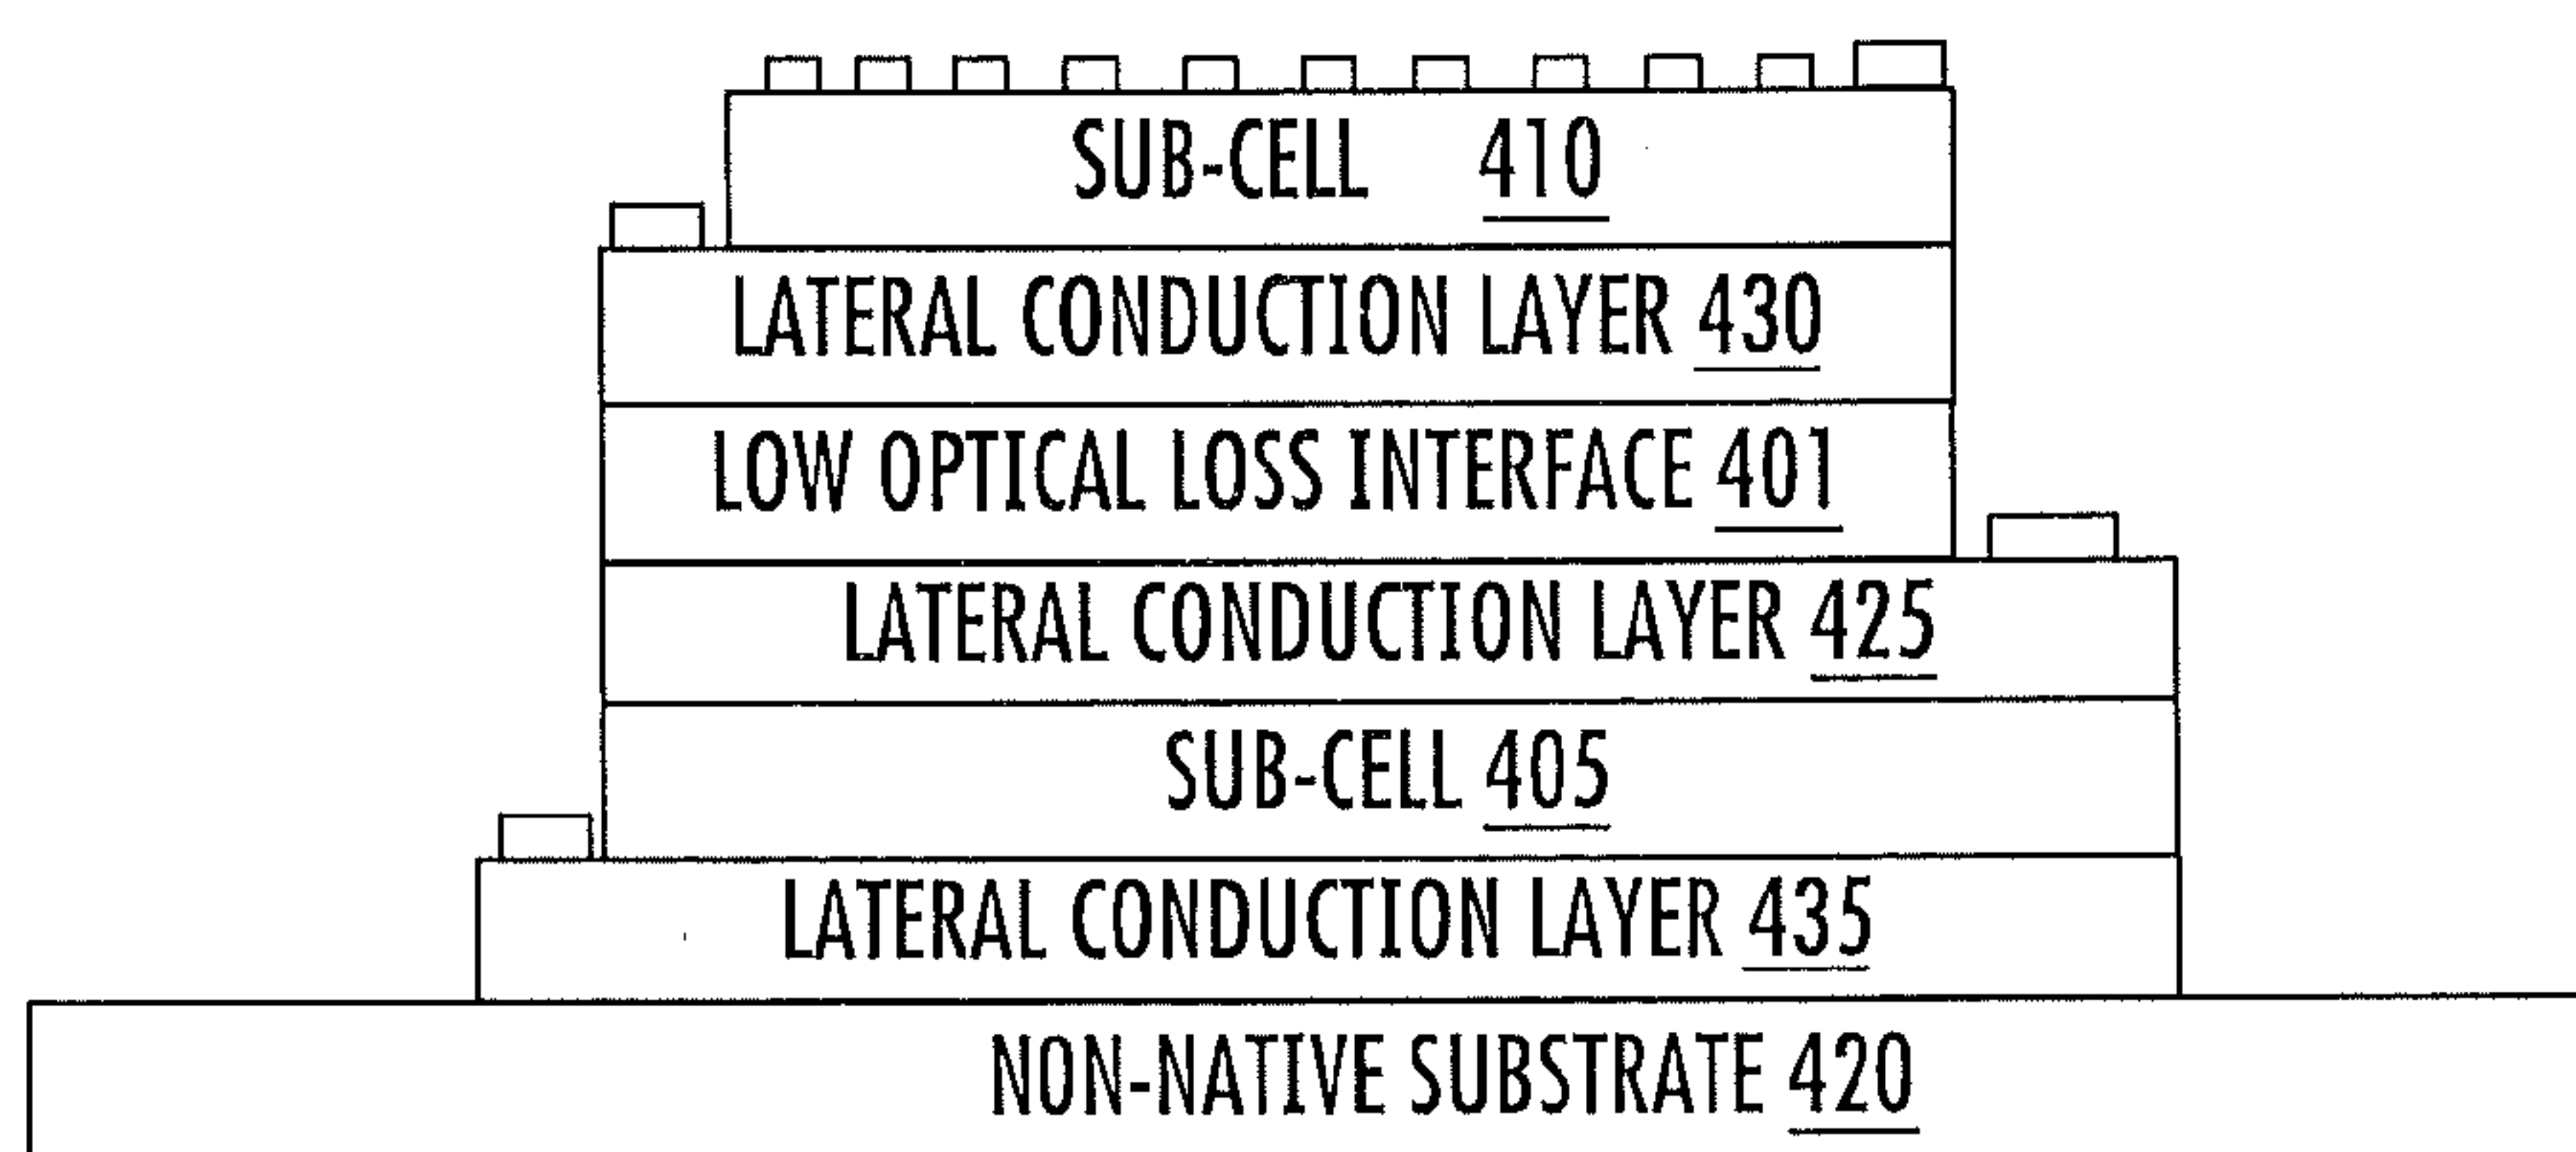 SUB-CELL 410
LATERAL CONDUCTION LAYER 430
LOW OPTICAL LOSS INTERFACE 401
LATERAL CONDUCTION LAYER 425
SUB-CELL 405
LATERAL CONDUCTION LAYER 435
NON-NATIVE SUBSTRATE 420